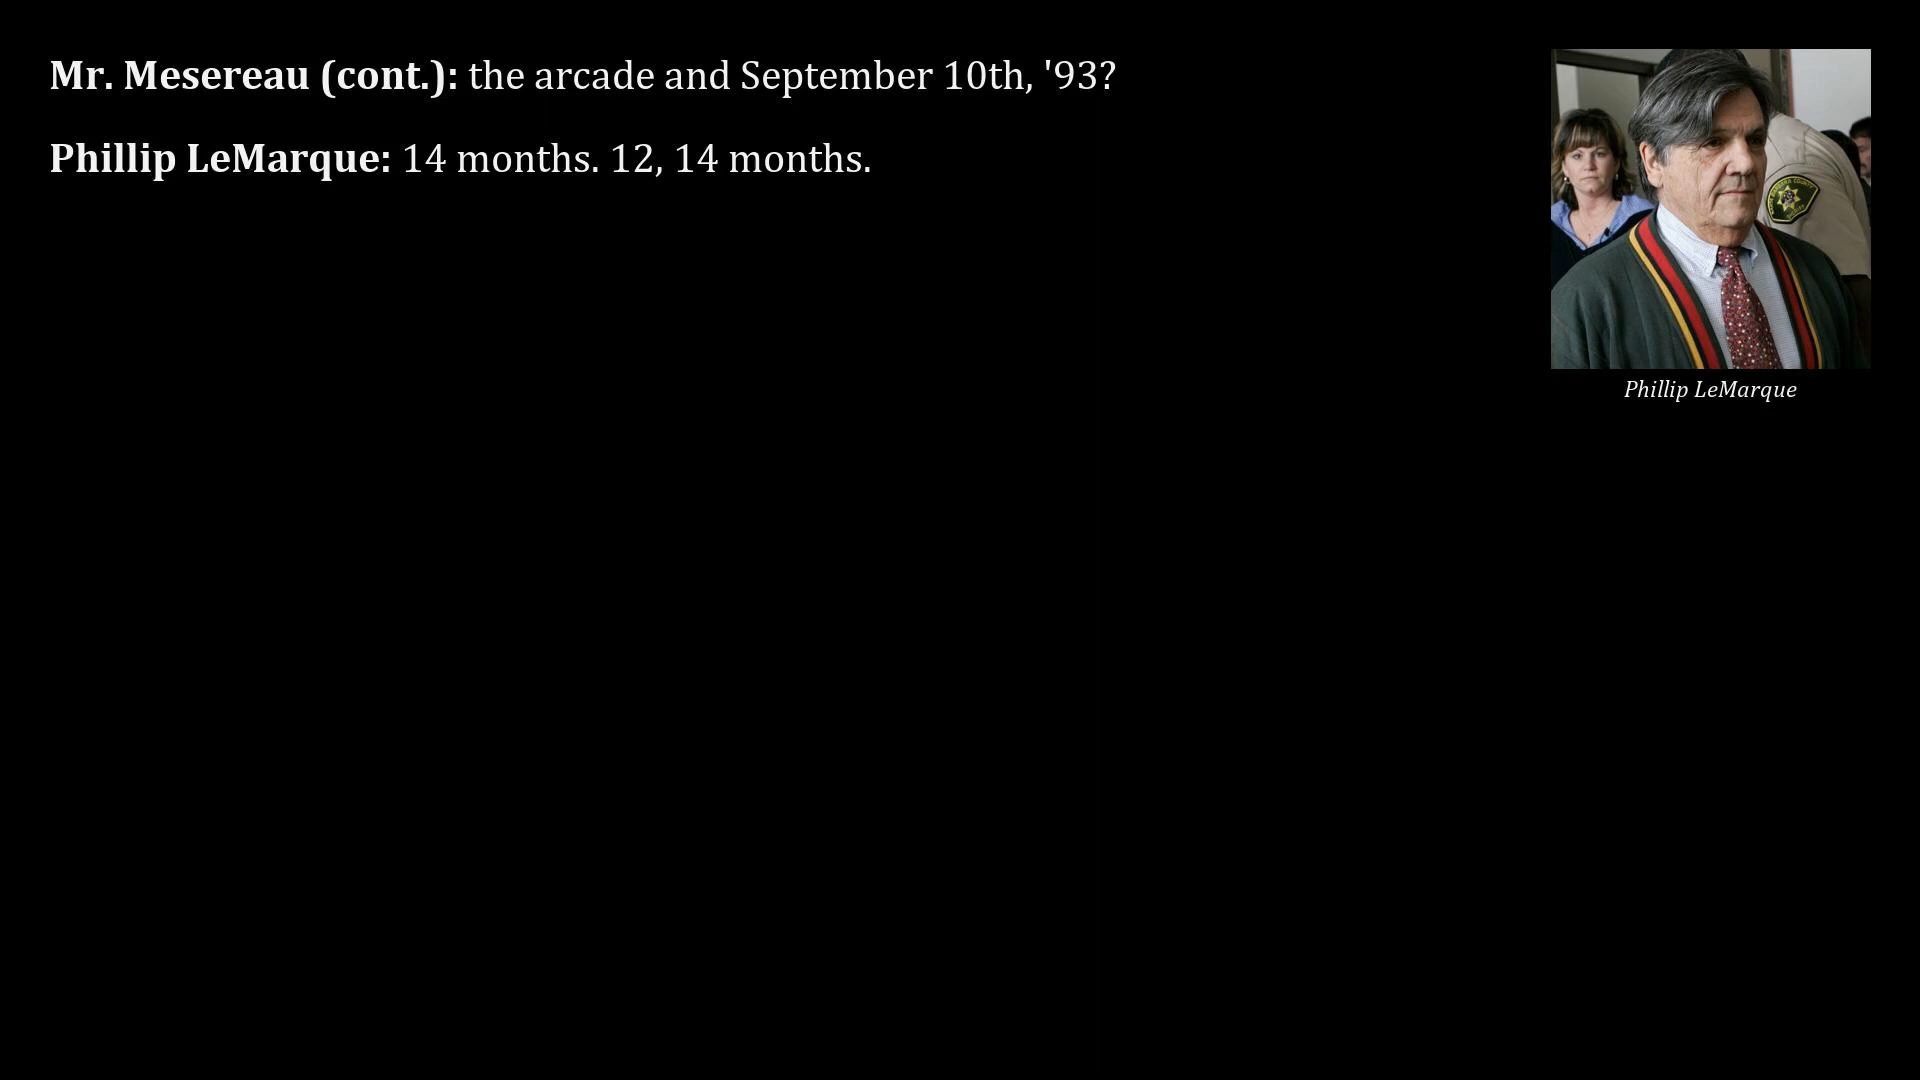 Mr. Mesereau (cont.): the arcade and September 10th, '93?
Phillip LeMarque: 14 months. 12, 14 months.
Phillip LeMarque